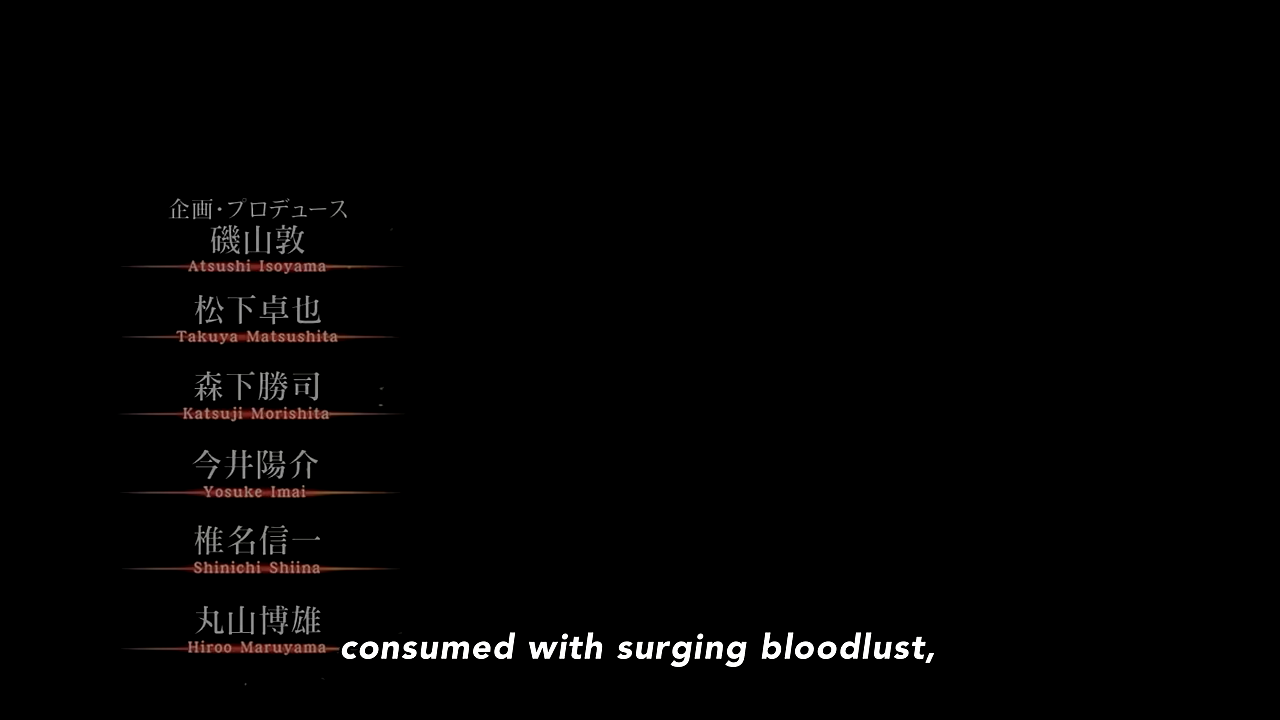 企画・プロデュース
磯山敦
Atsushi Isoyama
松下卓也
Takuya Matsushita
森下勝司
Katsuji Morishita
今井陽介
Yosuke Imai
椎名信一
Shinichi Shiina
丸山博雄
Hiroo Maruyama
consumed with surging bloodlust,